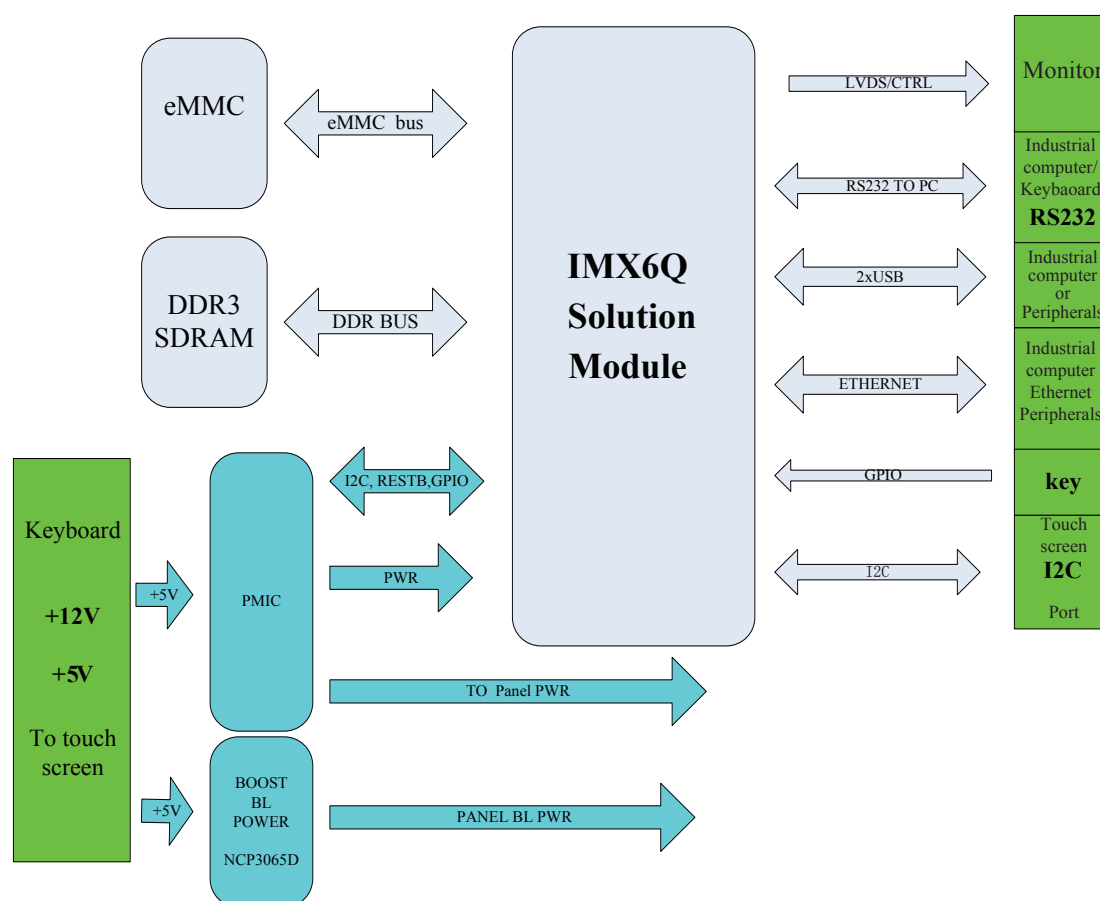 eMMC
eMMC bus
DDR3
SDRAM
DDR BUS
IMX6Q
Solution
Module
LVDS/CTRL
Monitor
RS232 TO PC
Industrial
computer/
Keybaoard
RS232
2xUSB
Industrial
computer
or
Peripherals
ETHERNET
Industrial
computer
Ethernet
Peripherals
GPIO
key
I2C
Touch
screen
I2C
Port
Keyboard
+12V
+5V
To touch
screen
+5V
PMIC
I2C, RESTB,GPIO
PWR
TO Panel PWR
+5V
BOOST
BL
POWER
NCP3065D
PANEL BL PWR